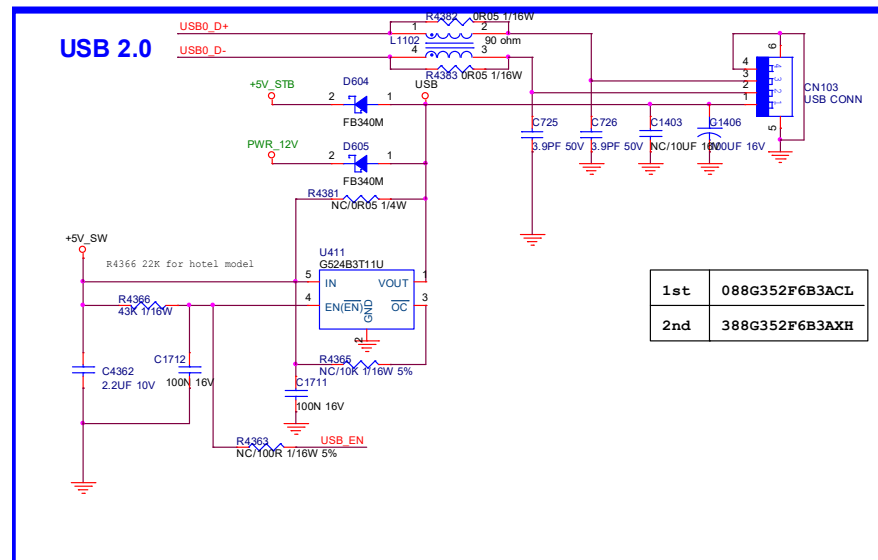 USB 2.0
USB0_D+
USB0_D-
R4382 0R05 1/16W
1 2
L1102 90 ohm
4 3
R4383 0R05 1/16W
+5V_STB
D604
2 1
FB340M
USB
PWR_12V
D605
2 1
FB340M
R4381
NC/0R05 1/4W
C725
3.9PF 50V
C726
3.9PF 50V
C1403
NC/10UF 16V
1406
100UF 16V
6
4
3
2
1
4
3
2
1
5
CN103
USB CONN
+5V_SW
R4366 22K for hotel model
U411
G524B3T11U
5 IN VOUT 1
4 EN(EN) OC 3
GND
2
R4366
43K 1/16W
C4362
2.2UF 10V
C1712
100N 16V
R4365
NC/10K 1/16W 5%
C1711
100N 16V
R4363 USB_EN
NC/100R 1/16W 5%
1st 088G352F6B3ACL
2nd 388G352F6B3AXH